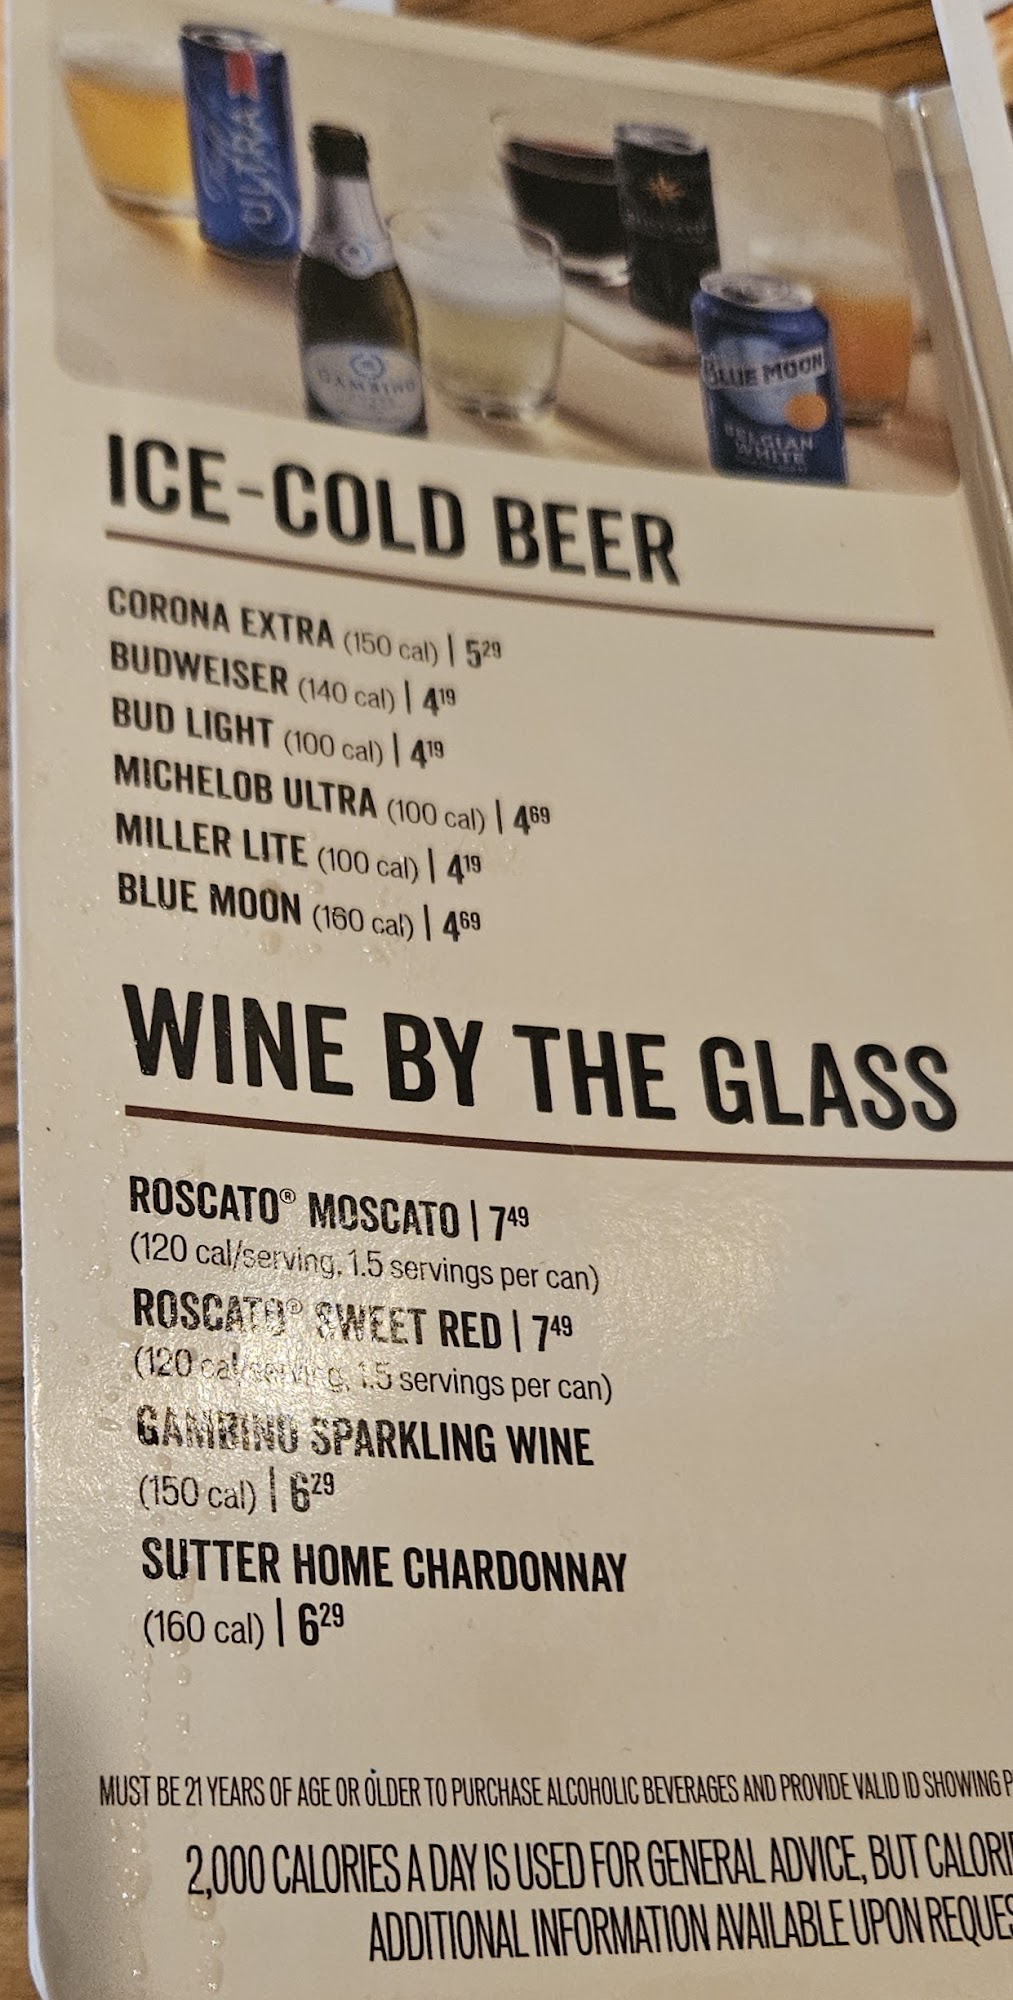 ULTRA
GAMBINO
BLUE MOON
BELGIAN
WHITE
ICE-COLD BEER
CORONA EXTRA (150 cal) | 5²⁹
BUDWEISER (140 cal) | 4¹⁹
BUD LIGHT (100 cal) | 4¹⁹
MICHELOB ULTRA (100 cal) | 4⁶⁹
MILLER LITE (100 cal) | 4¹⁹
BLUE MOON (160 cal) | 4⁶⁹
WINE BY THE GLASS
ROSCATO® MOSCATO | 7⁴⁹
(120 cal/serving, 1.5 servings per can)
ROSCATO® SWEET RED | 7⁴⁹
(120 cal/serving, 1.5 servings per can)
GAMBINO SPARKLING WINE
(150 cal) | 6²⁹
SUTTER HOME CHARDONNAY
(160 cal) | 6²⁹
MUST BE 21 YEARS OF AGE OR OLDER TO PURCHASE ALCOHOLIC BEVERAGES AND PROVIDE VALID ID SHOWING P
2,000 CALORIES A DAY IS USED FOR GENERAL ADVICE, BUT CALORI
ADDITIONAL INFORMATION AVAILABLE UPON REQUES